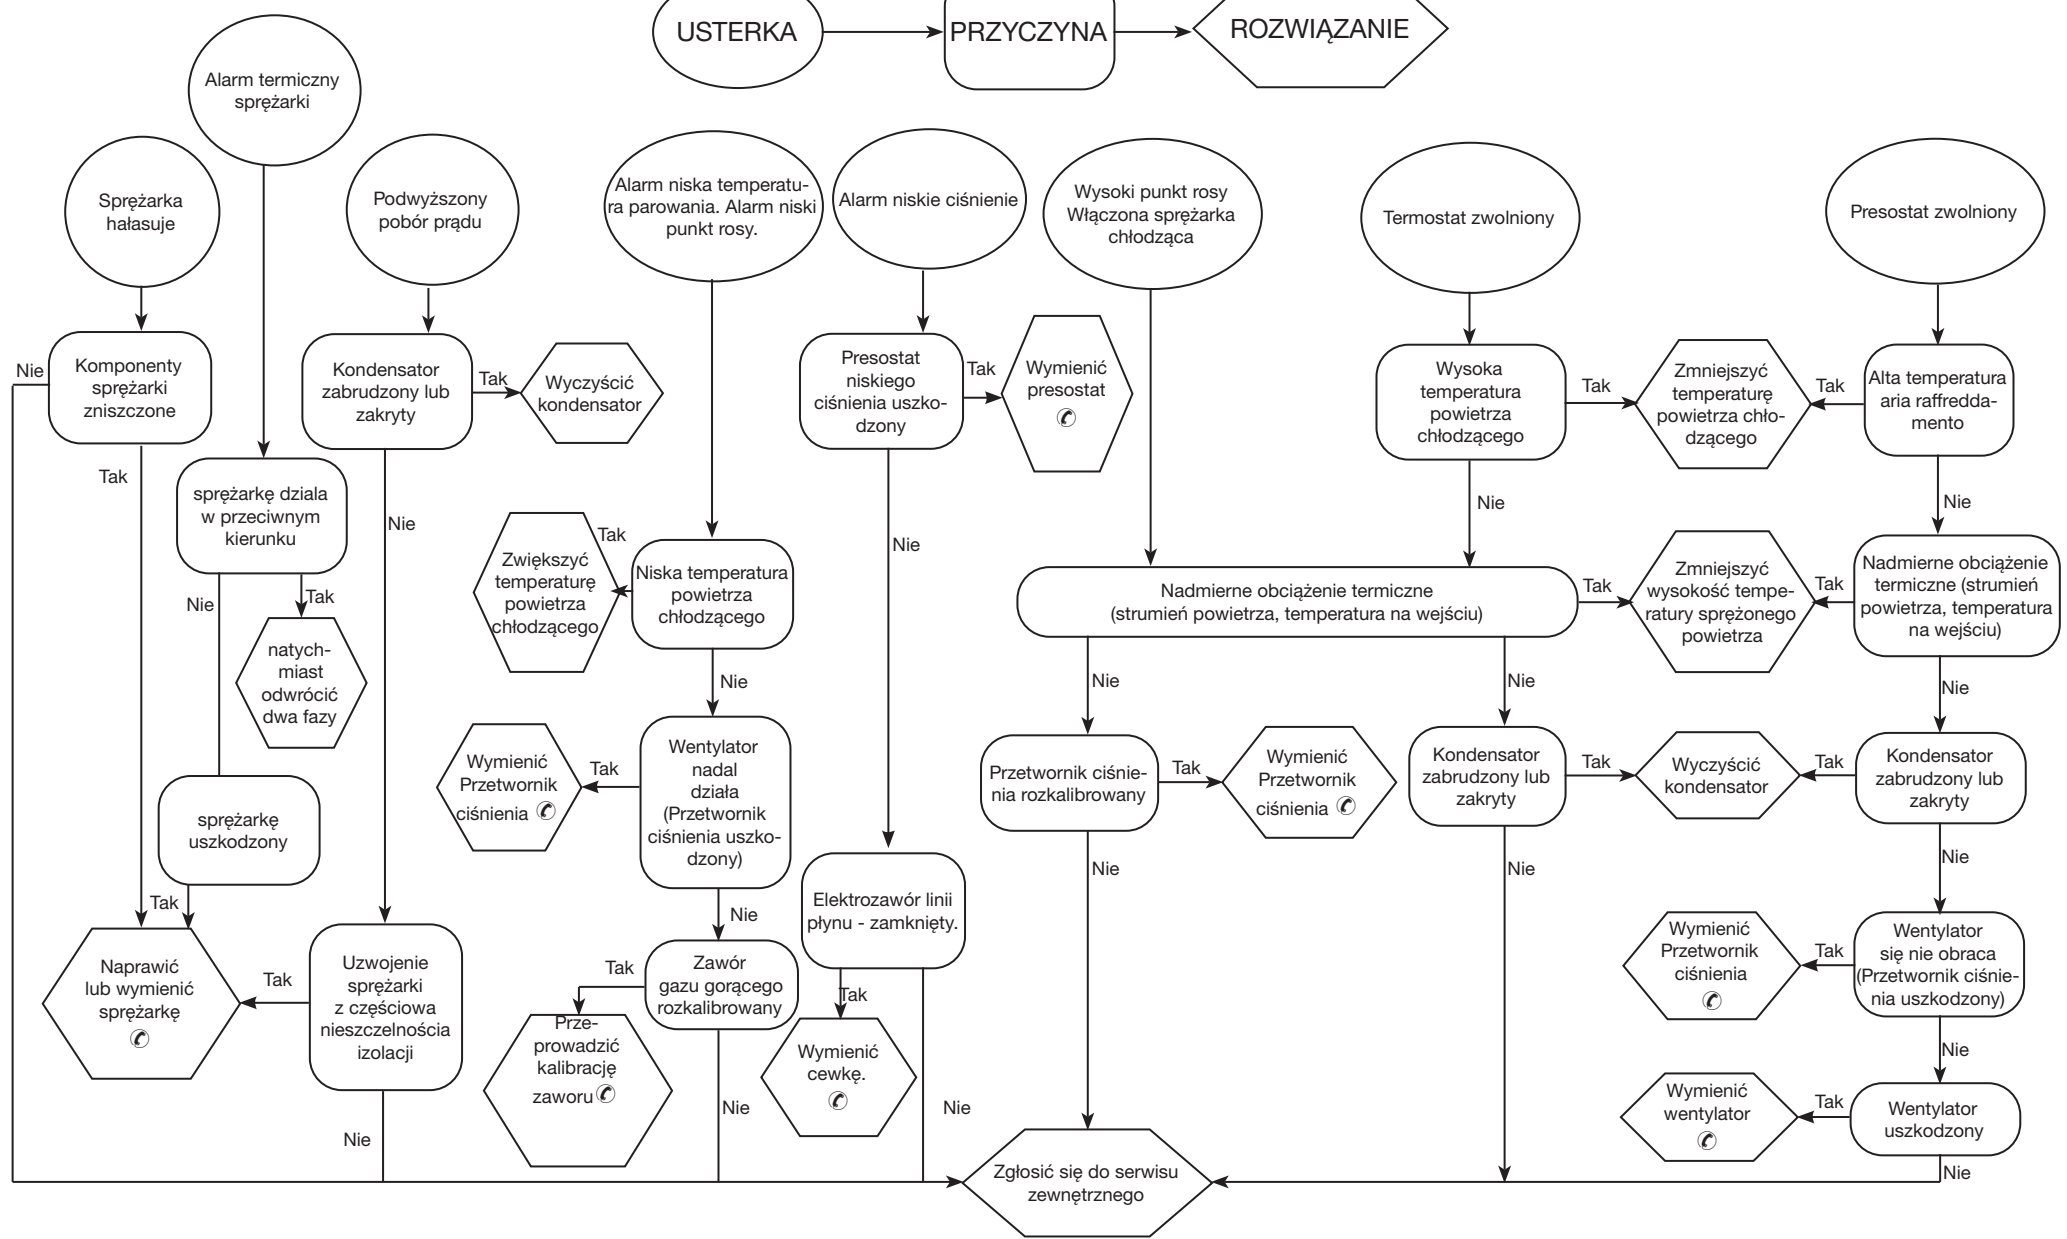 USTERKA
PRZYCZYNA
ROZWIĄZANIE
Alarm termiczny
sprężarki
Sprężarka
hałasuje
Podwyższony
pobór prądu
Alarm niska temperatu-
ra parowania. Alarm niski
punkt rosy.
Alarm niskie ciśnienie
Wysoki punkt rosy
Włączona sprężarka
chłodząca
Termostat zwolniony
Presostat zwolniony
Nie
Komponenty
sprężarki
zniszczone
Tak
Kondensator
zabrudzony lub
zakryty
Tak
Wyczyścić
kondensator
Presostat
niskiego
ciśnienia uszko-
dzony
Tak
Wymienić
presostat
✆
Wysoka
temperatura
powietrza
chłodzącego
Tak
Zmniejszyć
temperaturę
powietrza chło-
dzącego
Tak
Alta temperatura
aria raffredda-
mento
sprężarkę dziala
w przeciwnym
kierunku
Nie
Tak
natych-
miast
odwrócić
dwa fazy
Nie
Zwiększyć
temperaturę
powietrza
chłodzącego
Tak
Niska temperatura
powietrza
chłodzącego
Nie
Nie
Nie
Nie
Nadmierne obciążenie termiczne
(strumień powietrza, temperatura na wejściu)
Tak
Zmniejszyć
wysokość tempe-
ratury sprężonego
powietrza
Tak
Nadmierne obciążenie
termiczne (strumień
powietrza, temperatura
na wejściu)
Nie
Nie
Nie
Wymienić
Przetwornik
ciśnienia ✆
Tak
Wentylator
nadal
działa
(Przetwornik
ciśnienia uszko-
dzony)
Nie
Przetwornik ciśnie-
nia rozkalibrowany
Tak
Wymienić
Przetwornik
ciśnienia ✆
Kondensator
zabrudzony lub
zakryty
Tak
Wyczyścić
kondensator
Tak
Kondensator
zabrudzony lub
zakryty
sprężarkę
uszkodzony
Tak
Nie
Nie
Nie
Naprawić
lub wymienić
sprężarkę
✆
Tak
Uzwojenie
sprężarki
z częściowa
nieszczelnościa
izolacji
Nie
Tak
Zawór
gazu gorącego
rozkalibrowany
Nie
Prze-
prowadzić
kalibrację
zaworu ✆
Elektrozawór linii
płynu - zamknięty.
Tak
Nie
Wymienić
cewkę.
✆
Wymienić
Przetwornik
ciśnienia
✆
Tak
Wentylator
się nie obraca
(Przetwornik ciśnie-
nia uszkodzony)
Nie
Wymienić
wentylator
✆
Tak
Wentylator
uszkodzony
Nie
Zgłosić się do serwisu
zewnętrznego